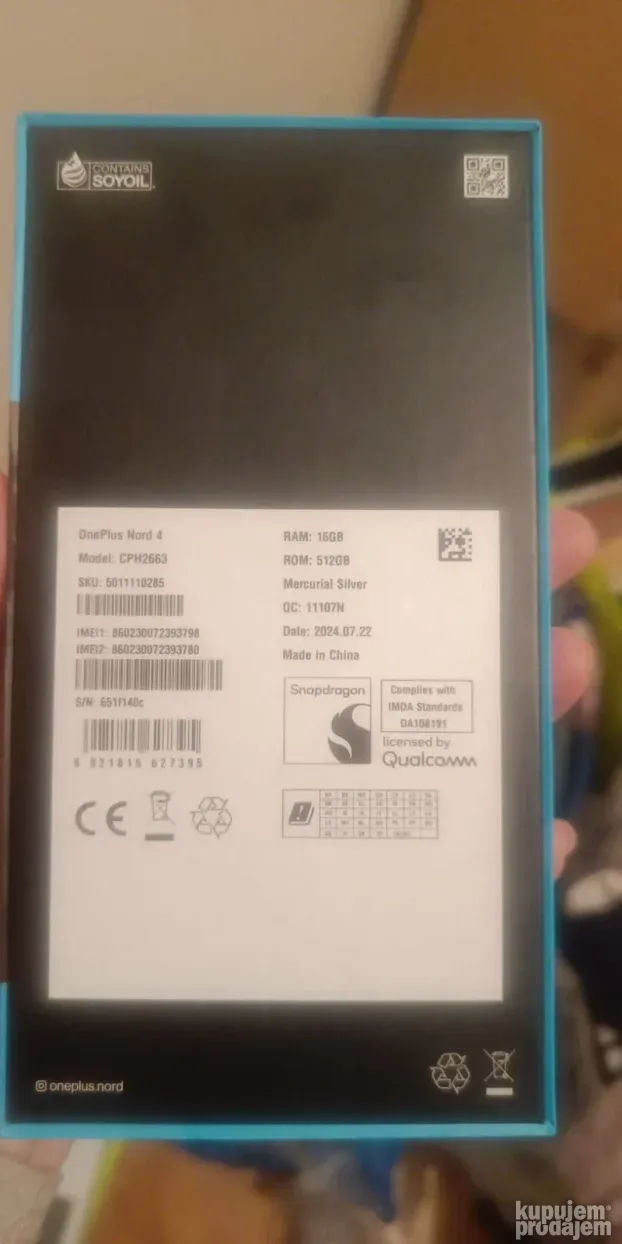 CONTAINS
SOYOIL
OnePlus Nord 4
Model: CPH2663
SKU: 5011110285
IMEI1: 860230072393798
IMEI2: 860230072393780
S/N: 651f140c
6 921815 627395
RAM: 16GB
ROM: 512GB
Mercurial Silver
QC: 11107N
Date: 2024.07.22
Made in China
Snapdragon
Complies with
IMDA Standards
DA108191
licensed by
Qualcomm
CE
oneplus.nord
kupujem
prodajem